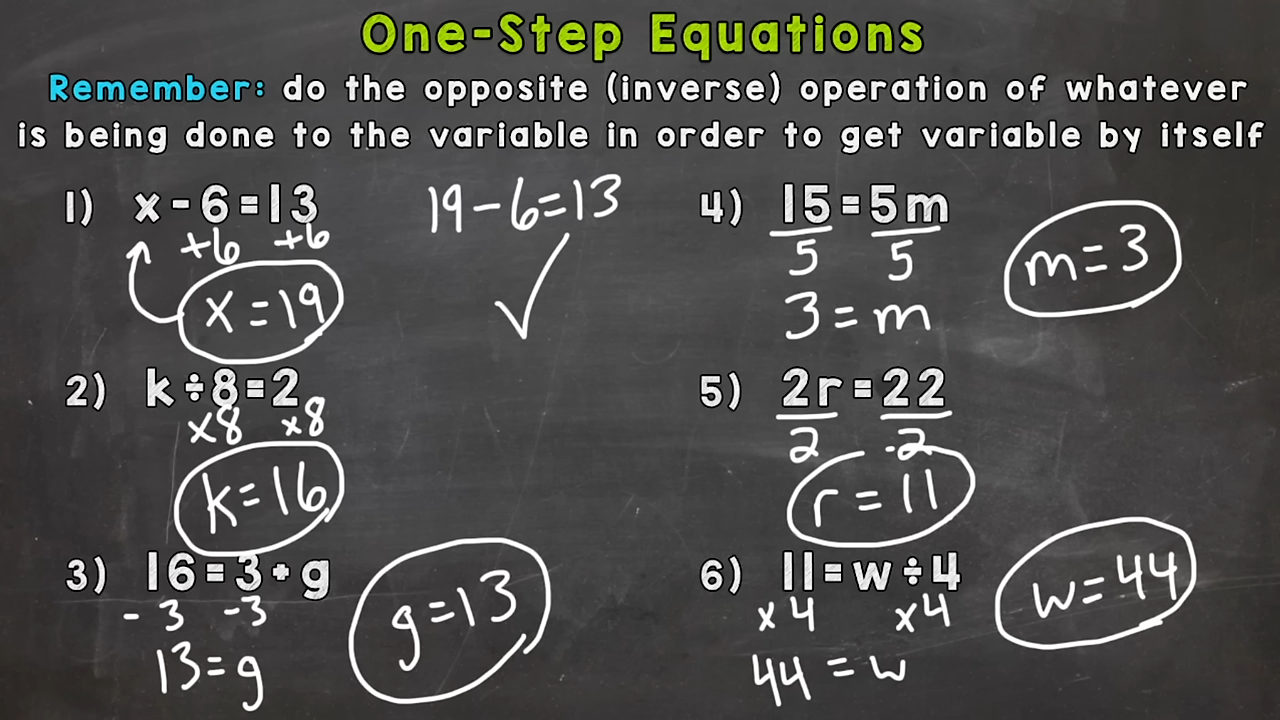 One-Step Equations
Remember: do the opposite (inverse) operation of whatever
is being done to the variable in order to get variable by itself
1) x - 6 = 13
+6 +6
x = 19
19 - 6 = 13
✓
2) k ÷ 8 = 2
x8 x8
k = 16
3) 16 = 3 + g
- 3 -3
13 = g
g = 13
4) 15 = 5m
5 5
3 = m
m = 3
5) 2r = 22
2 2
r = 11
6) 11 = w ÷ 4
x4 x4
44 = w
w = 44